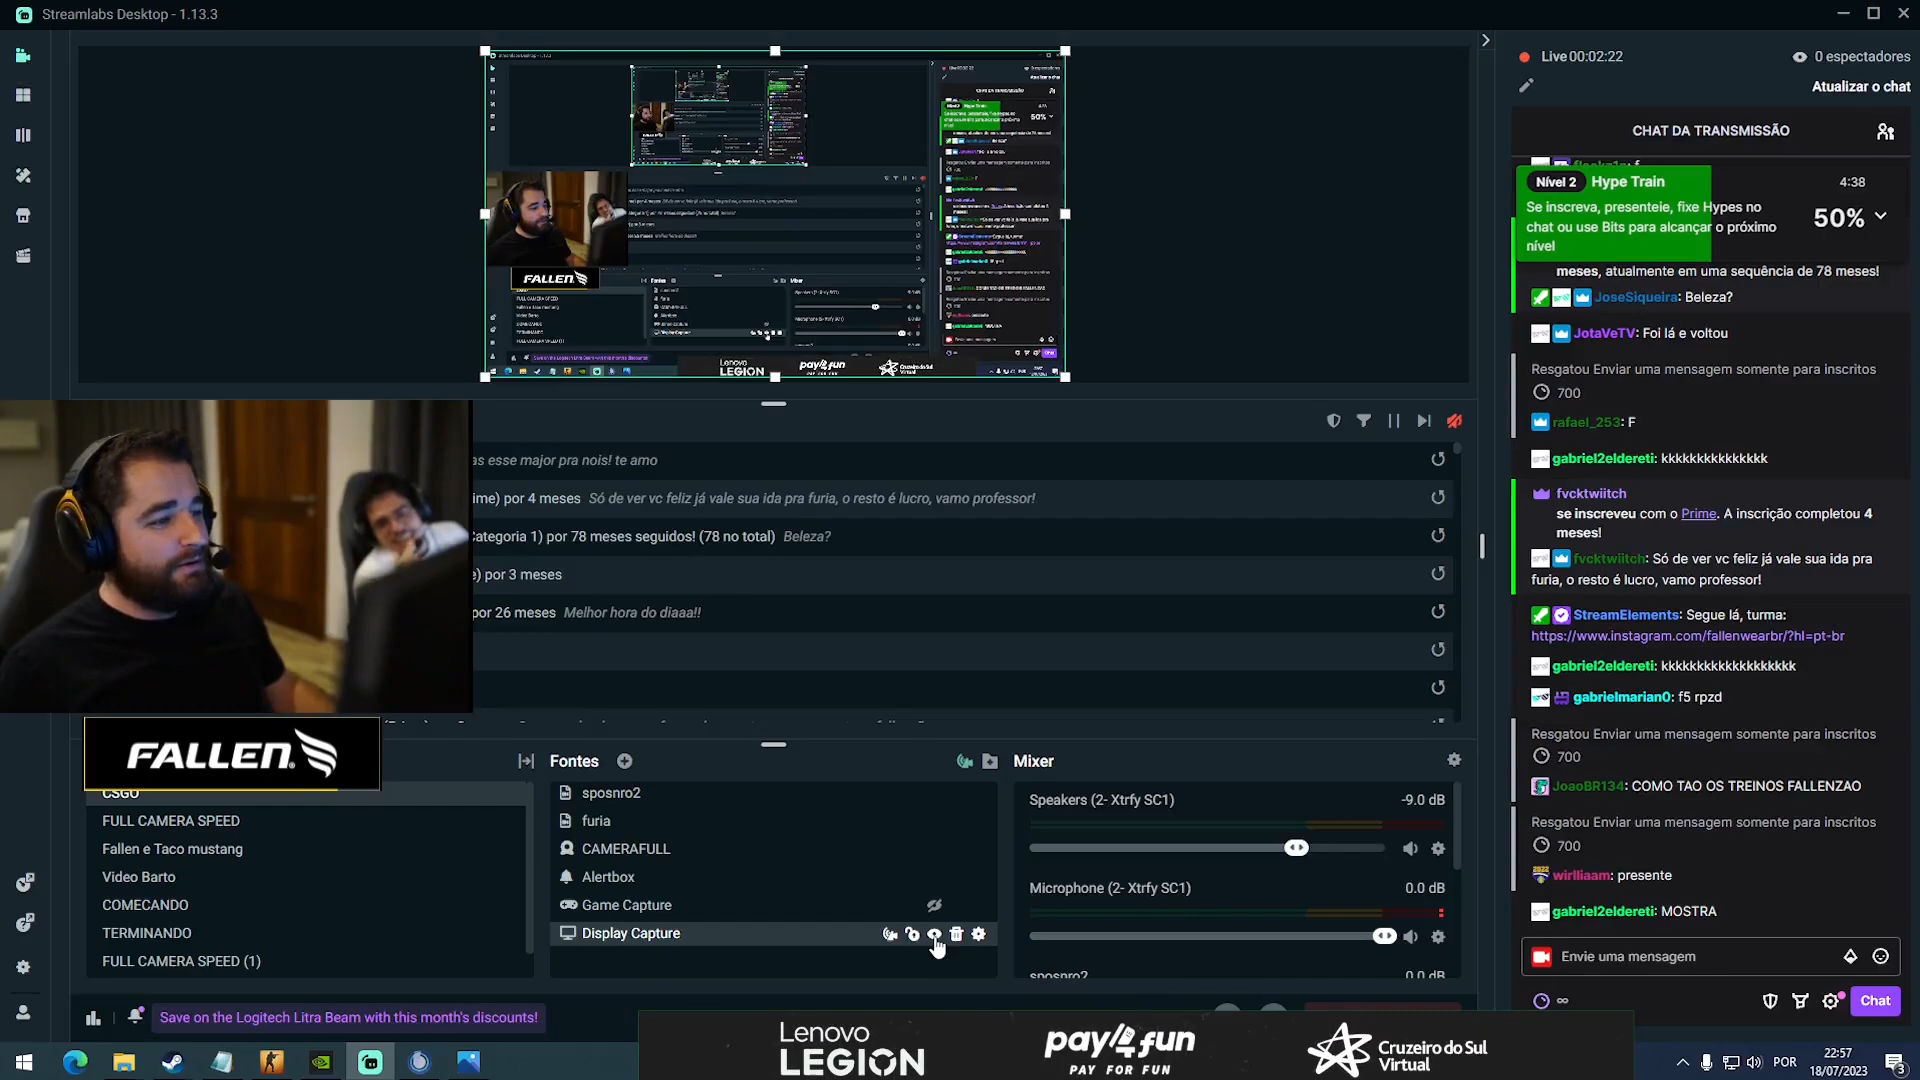 Streamlabs Desktop - 1.13.3
Live 00:02:22
0 espectadores
Atualizar o chat
CHAT DA TRANSMISSÃO
Nível 2
Hype Train
4:38
Se inscreva, presenteie, fixe Hypes no
chat ou use Bits para alcançar o próximo
nível
50%
meses, atualmente em uma sequência de 78 meses!
JoseSiqueira: Beleza?
JotaVeTV: Foi lá e voltou
Resgatou Enviar uma mensagem somente para inscritos
700
rafael_253: F
gabriel2eldereti: kkkkkkkkkkkkkkk
fvcktwiitch
se inscreveu com o Prime. A inscrição completou 4
meses!
fvcktwiitch: Só de ver vc feliz já vale sua ida pra
furia, o resto é lucro, vamo professor!
StreamElements: Segue lá, turma:
https://www.instagram.com/fallenwearbr/?hl=pt-br
gabriel2eldereti: kkkkkkkkkkkkkkkkkkk
gabrielmarian0: f5 rpzd
Resgatou Enviar uma mensagem somente para inscritos
700
JoaoBR134: COMO TAO OS TREINOS FALLENZAO
Resgatou Enviar uma mensagem somente para inscritos
700
wirlliaam: presente
gabriel2eldereti: MOSTRA
Envie uma mensagem
Chat
as esse major pra nois! te amo
ime) por 4 meses Só de ver vc feliz já vale sua ida pra furia, o resto é lucro, vamo professor!
Categoria 1) por 78 meses seguidos! (78 no total) Beleza?
e) por 3 meses
por 26 meses Melhor hora do diaaa!!
FALLEN
CSGO
FULL CAMERA SPEED
Fallen e Taco mustang
Video Barto
COMECANDO
TERMINANDO
FULL CAMERA SPEED (1)
Fontes
sposnro2
furia
CAMERAFULL
Alertbox
Game Capture
Display Capture
Mixer
Speakers (2- Xtrfy SC1)
-9.0 dB
Microphone (2- Xtrfy SC1)
0.0 dB
sposnro2
0.0 dB
Save on the Logitech Litra Beam with this month's discounts!
Lenovo
LEGION
pay4fun
PAY FOR FUN
Cruzeiro do Sul
Virtual
POR
22:57
18/07/2023
3